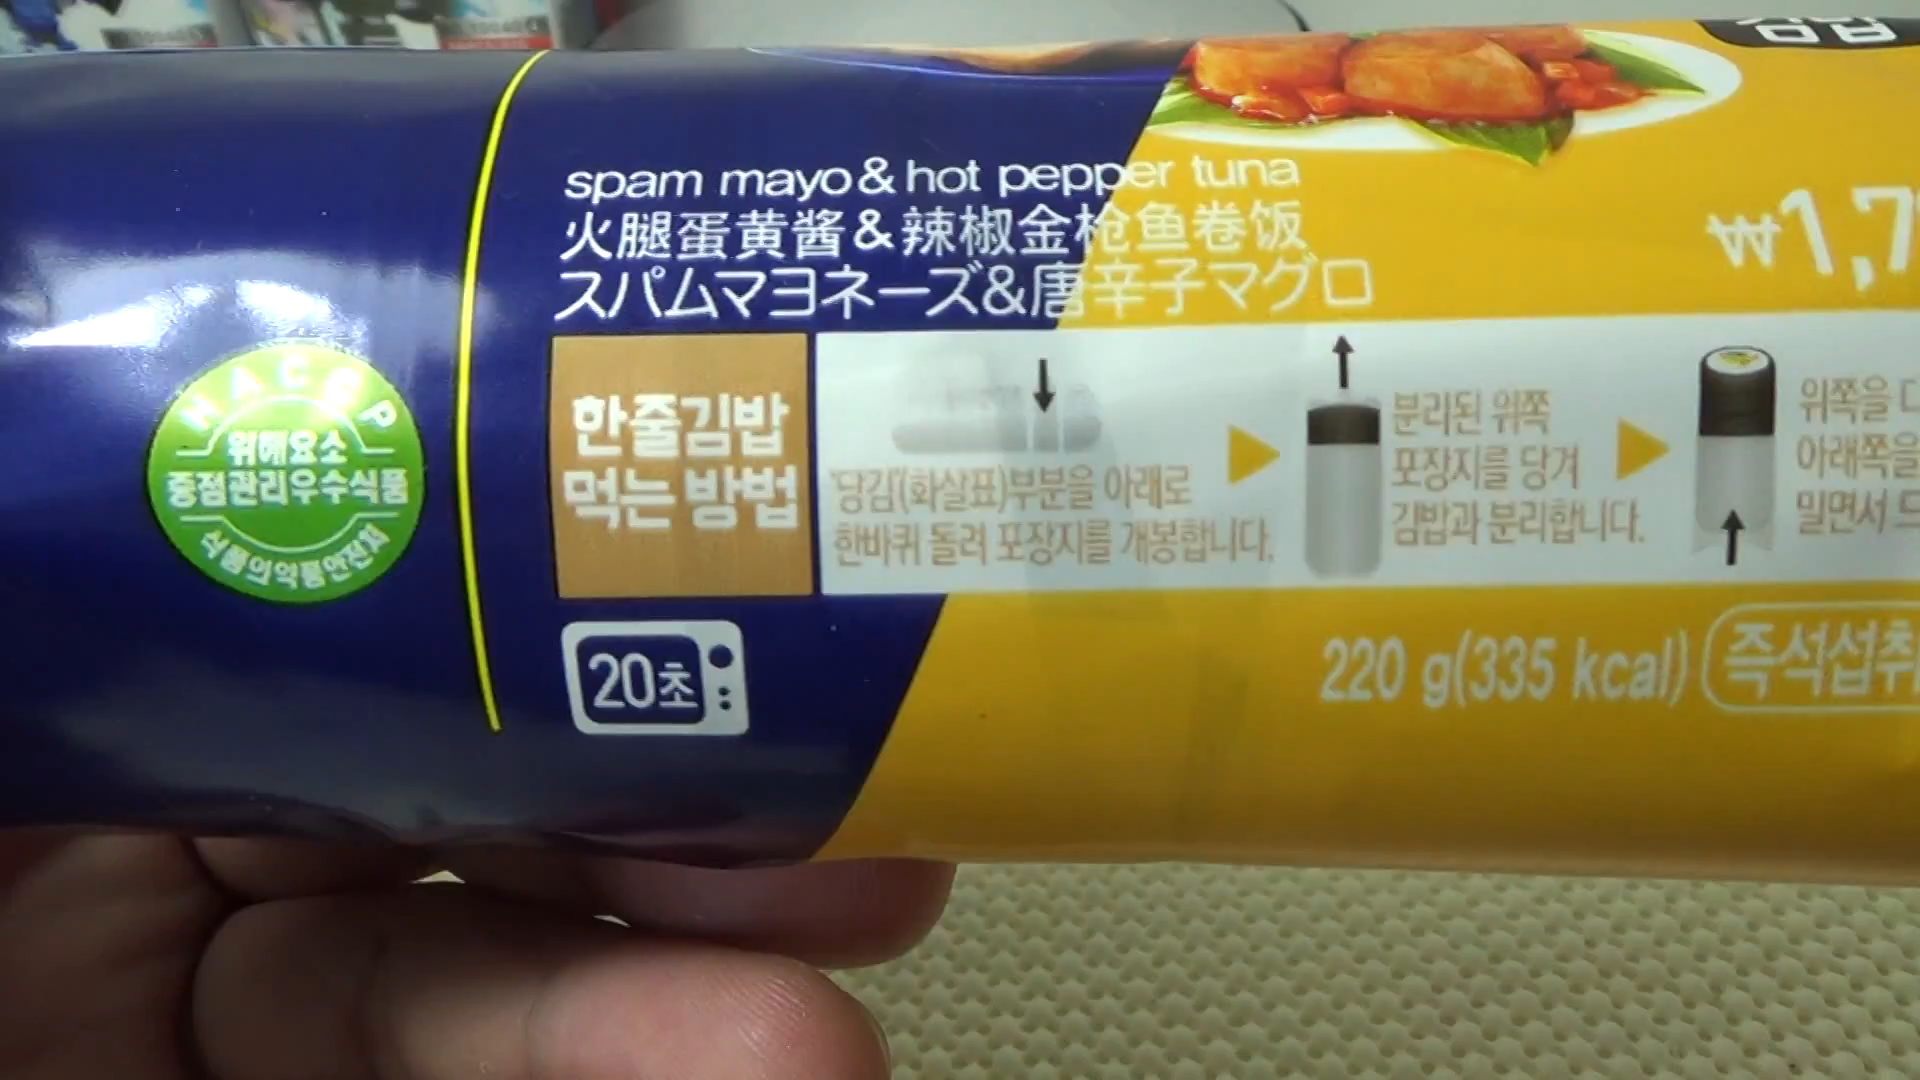 spam mayo & hot pepper tuna
火腿蛋黄酱 & 辣椒金枪鱼卷饭
スパムマヨネーズ&唐辛子マグロ
₩1,7
HACCP
위해요소
중점관리우수식품
식품의약품안전처
한줄김밥
먹는 방법
'당김'(화살표)부분을 아래로
한바퀴 돌려 포장지를 개봉합니다.
분리된 위쪽
포장지를 당겨
김밥과 분리합니다.
위쪽을
아래쪽을
밀면서
20초
220 g(335 kcal)
즉석섭취